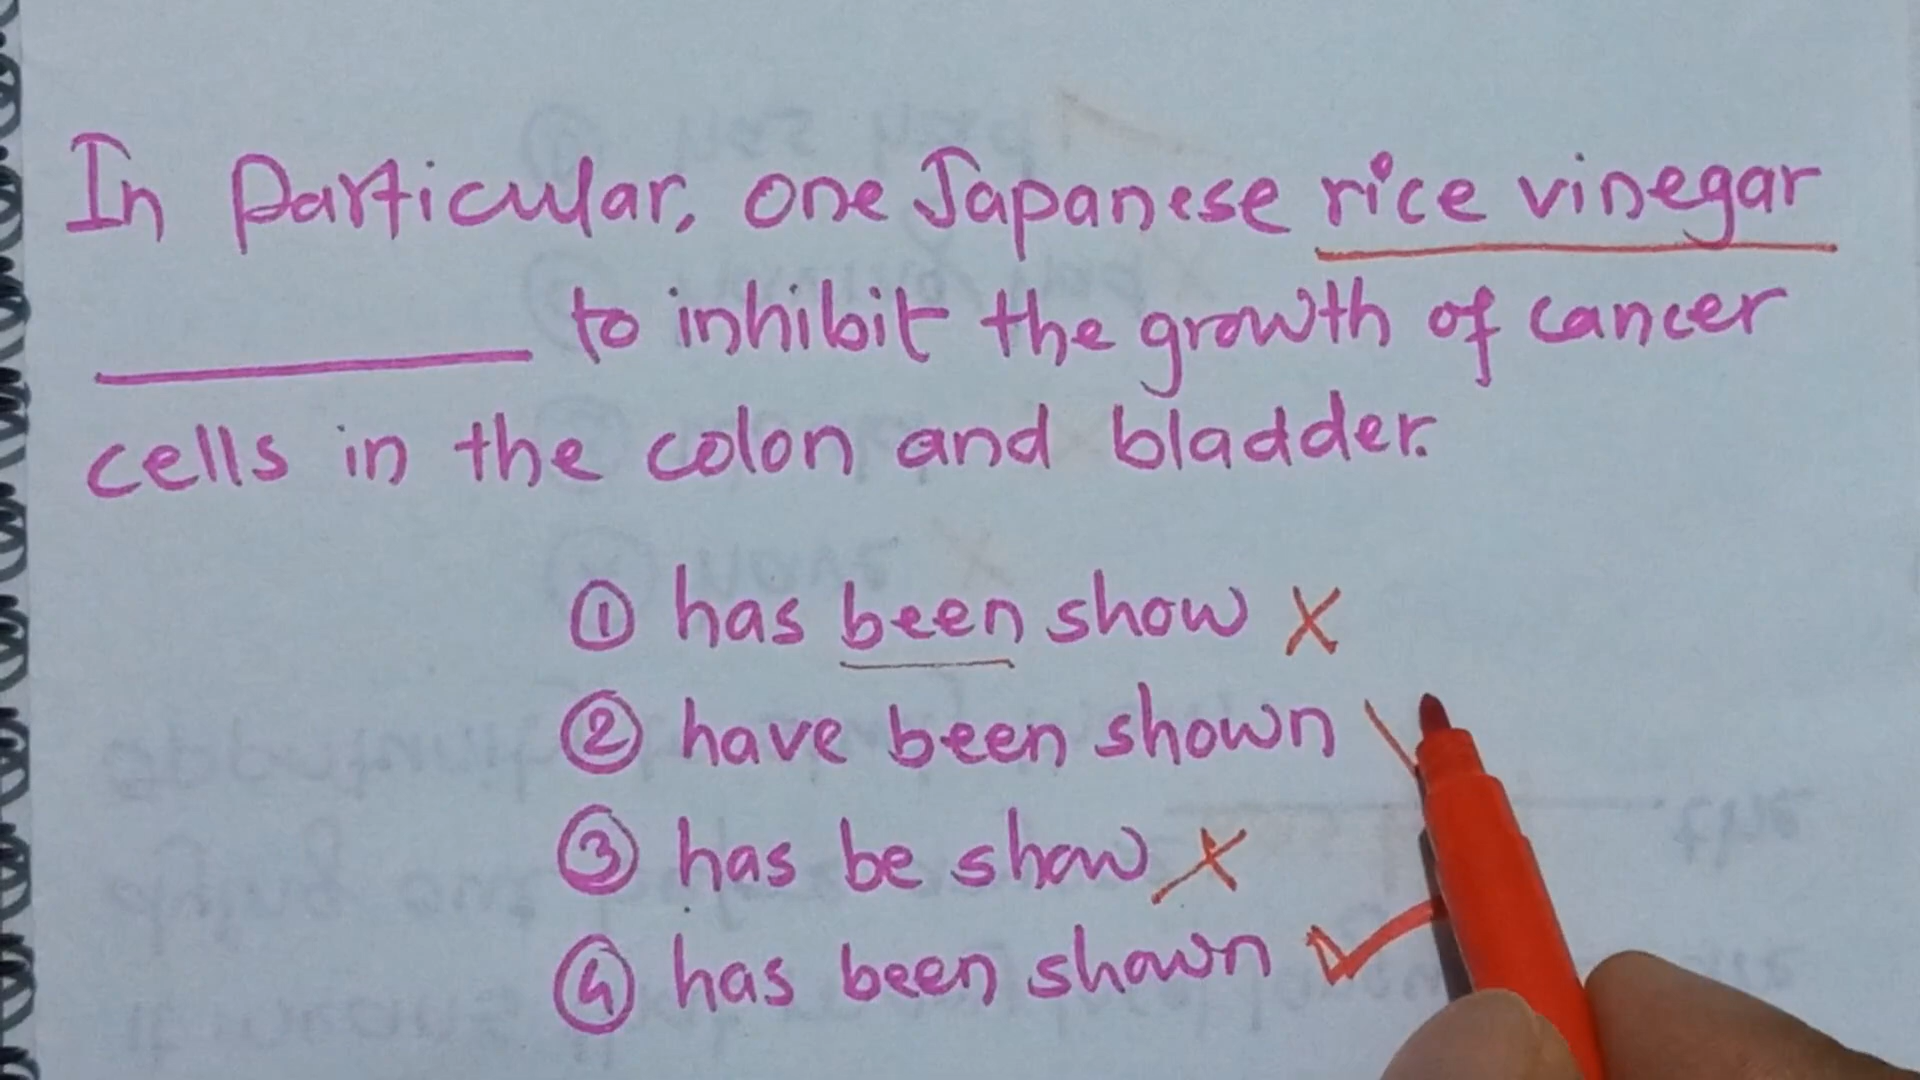 In particular, one Japanese rice vinegar
__________ to inhibit the growth of cancer
cells in the colon and bladder.
① has been show X
② have been shown
③ has be show X
④ has been shown ✓